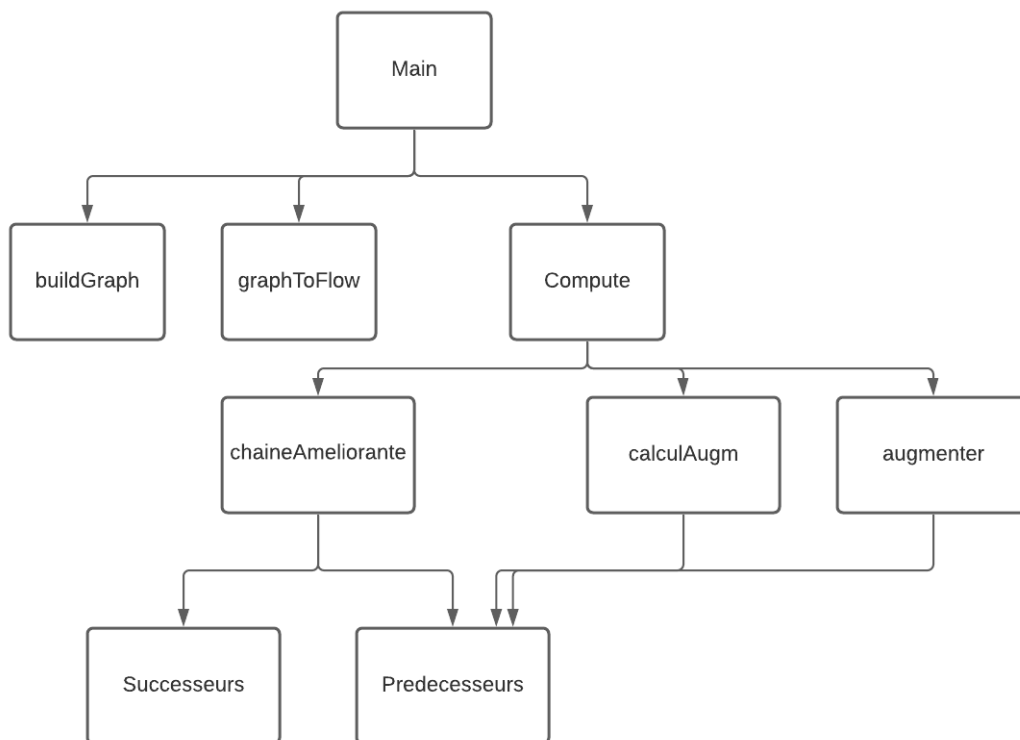 Main
buildGraph
graphToFlow
Compute
chaineAmeliorante
calculAugm
augmenter
Successeurs
Predecesseurs